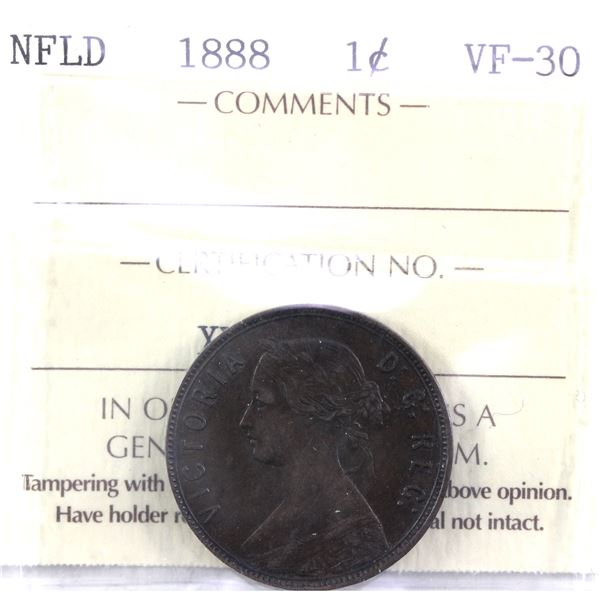 NFLD 1888 1¢ VF-30
— COMMENTS —
— CERTIFICATION NO. —
VICTORIA D:G: REG:
IN O S A
GEN M.
Tampering with bove opinion.
Have holder r al not intact.